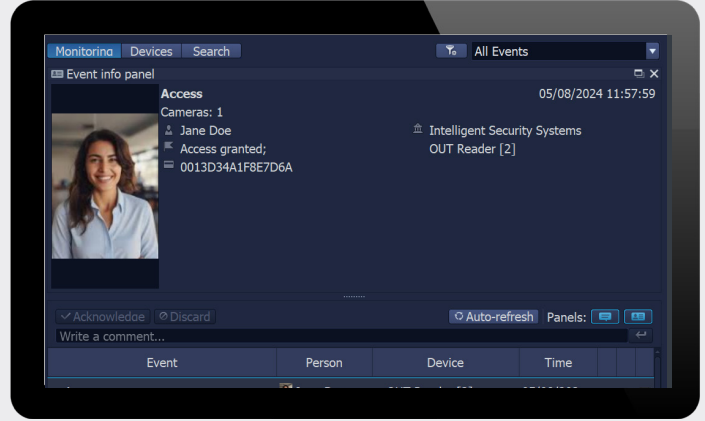 Monitoring Devices Search All Events
Event info panel
Access 05/08/2024 11:57:59
Cameras: 1
Jane Doe Intelligent Security Systems
Access granted; OUT Reader [2]
0013D34A1F8E7D6A
Acknowledge Discard Auto-refresh Panels:
Write a comment...
Event Person Device Time